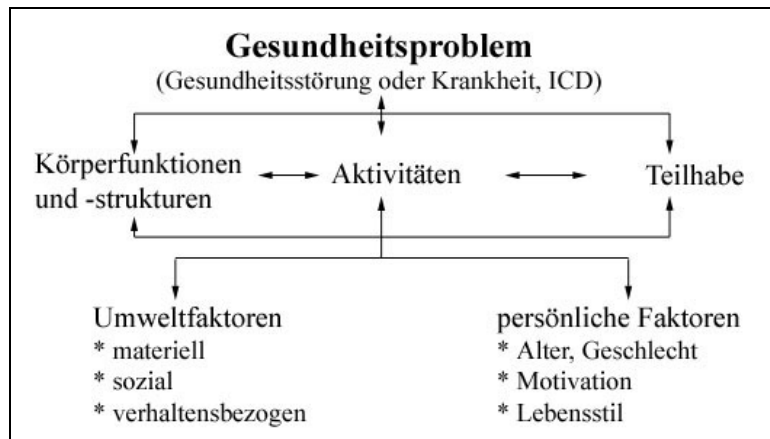 Gesundheitsproblem
(Gesundheitsstörung oder Krankheit, ICD)
Körperfunktionen
und -strukturen
Aktivitäten
Teilhabe
Umweltfaktoren
* materiell
* sozial
* verhaltensbezogen
persönliche Faktoren
* Alter, Geschlecht
* Motivation
* Lebensstil